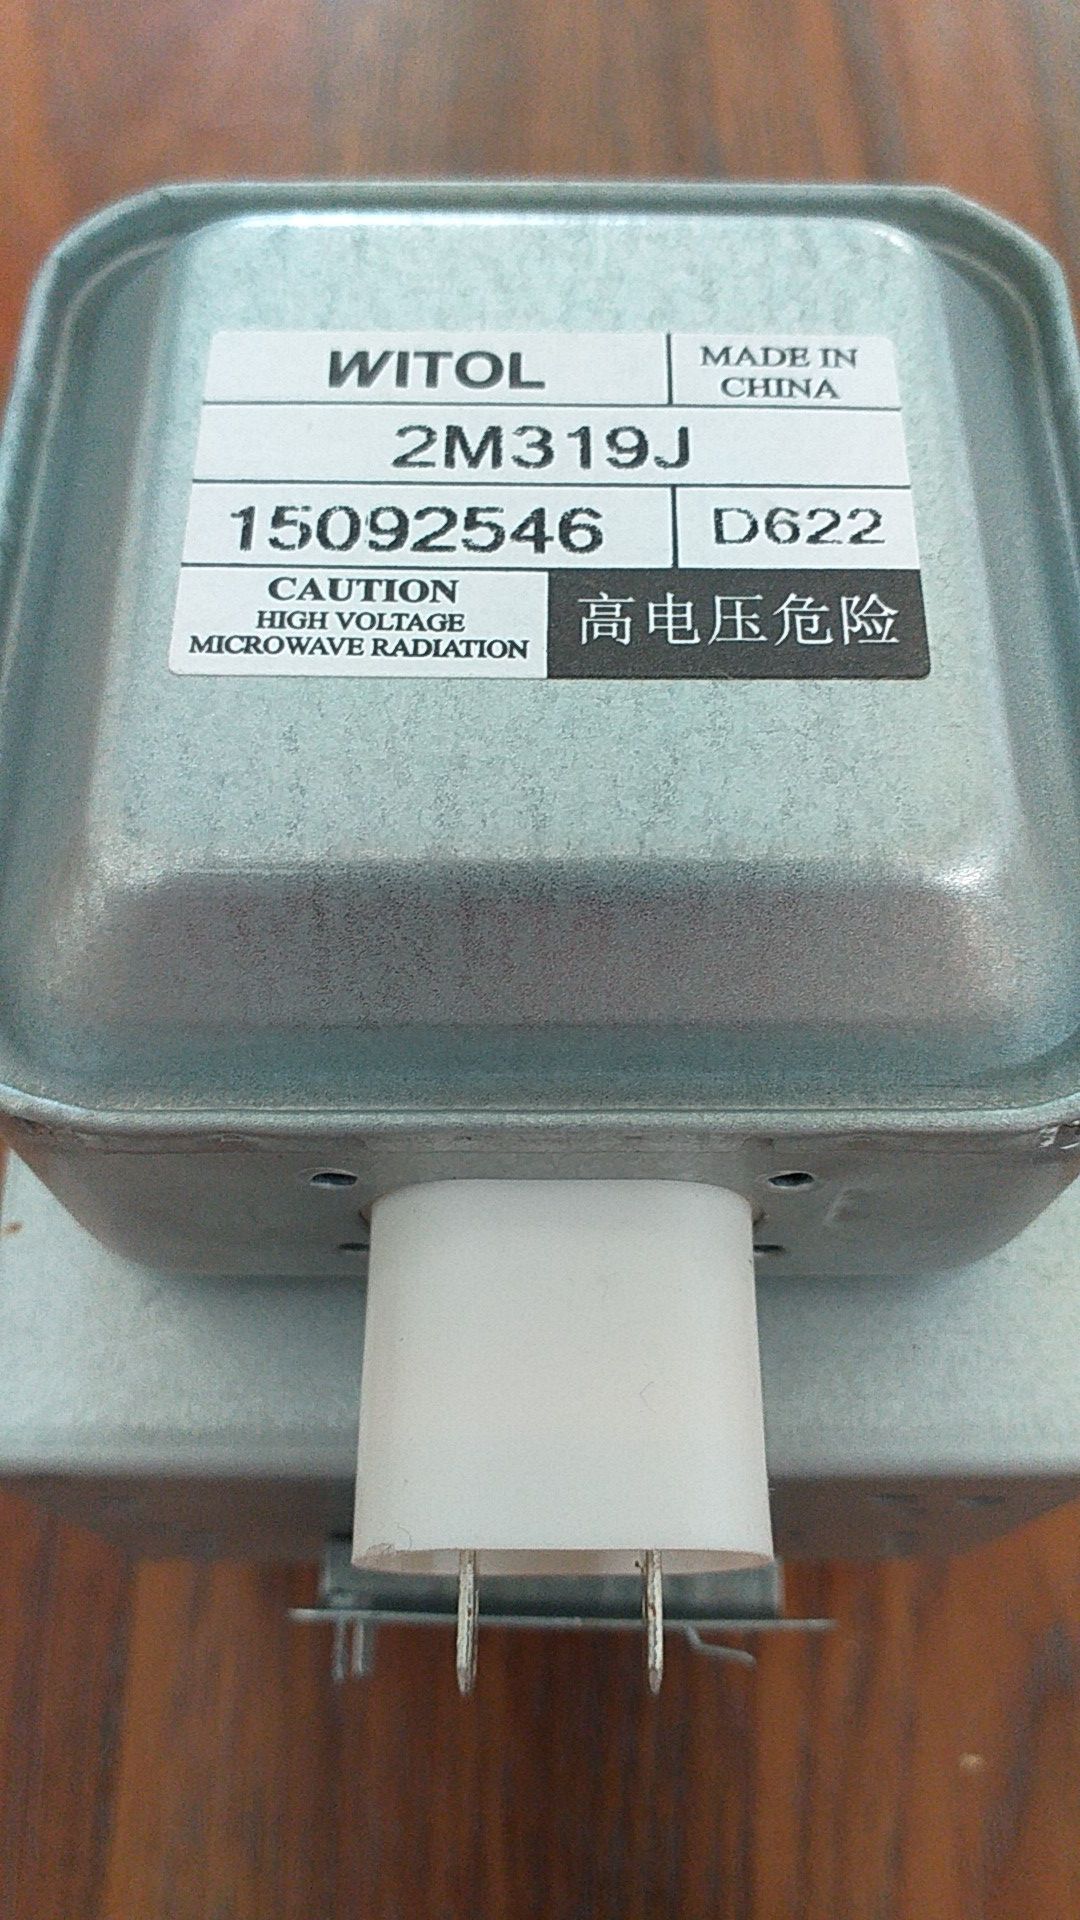 WITOL
MADE IN
CHINA
2M319J
15092546
D622
CAUTION
HIGH VOLTAGE
MICROWAVE RADIATION
高电压危险